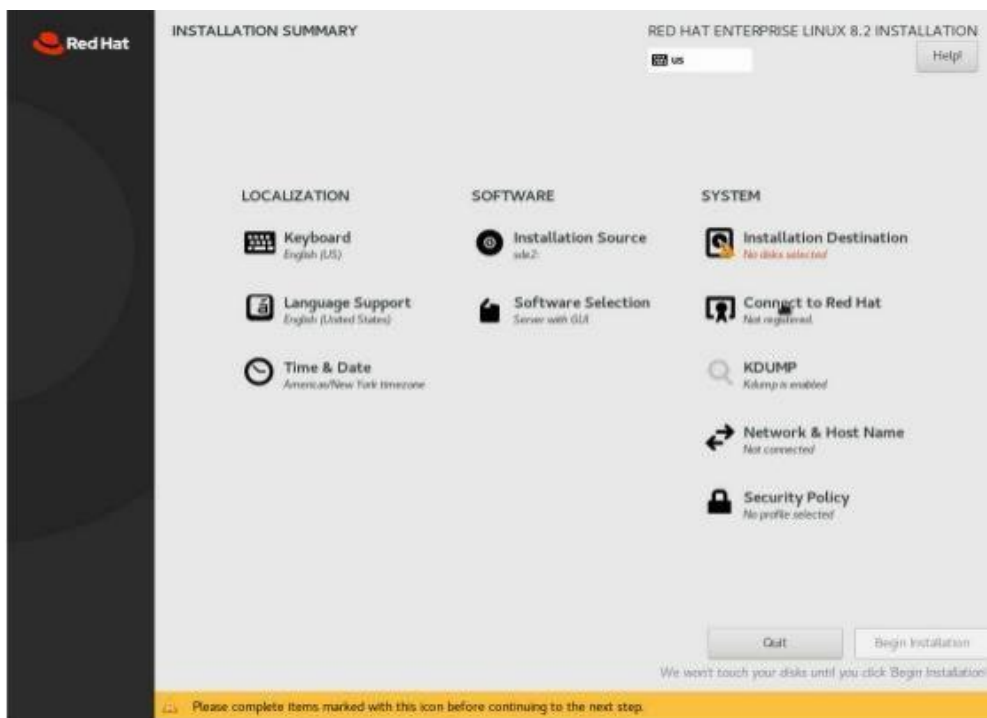 Red Hat
INSTALLATION SUMMARY
RED HAT ENTERPRISE LINUX 8.2 INSTALLATION
us
Help!
LOCALIZATION
Keyboard
English (US)
Language Support
English (United States)
Time & Date
Americas/New York timezone
SOFTWARE
Installation Source
sda2:
Software Selection
Server with GUI
SYSTEM
Installation Destination
No disks selected
Connect to Red Hat
Not registered.
KDUMP
Kdump is enabled
Network & Host Name
Not connected
Security Policy
No profile selected
Quit
Begin Installation
We won't touch your disks until you click 'Begin Installation'
Please complete items marked with this icon before continuing to the next step.